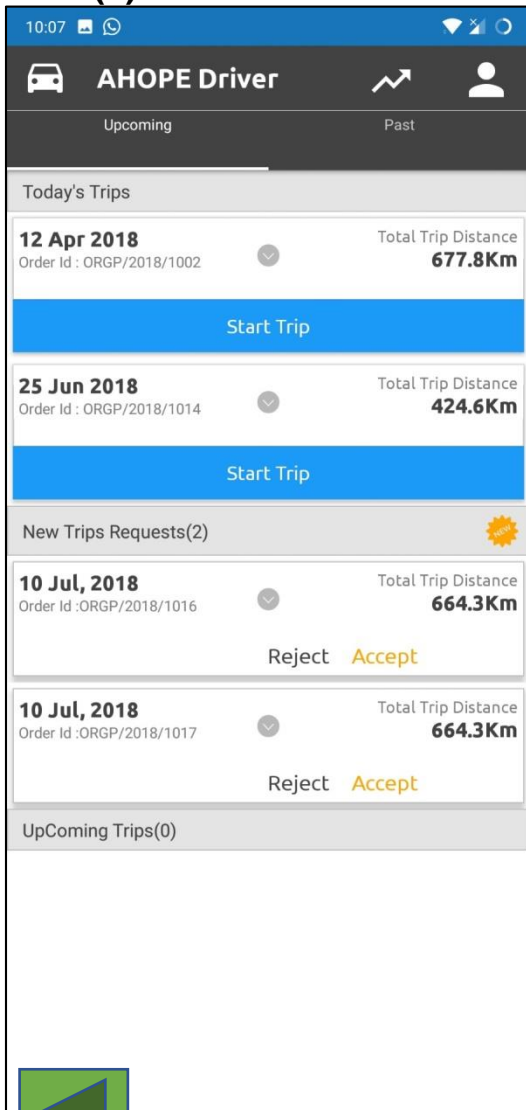 10:07
AHOPE Driver
Upcoming Past
Today's Trips
12 Apr 2018 Total Trip Distance
Order Id : ORGP/2018/1002 677.8Km
Start Trip
25 Jun 2018 Total Trip Distance
Order Id : ORGP/2018/1014 424.6Km
Start Trip
New Trips Requests(2) NEW
10 Jul, 2018 Total Trip Distance
Order Id :ORGP/2018/1016 664.3Km
Reject Accept
10 Jul, 2018 Total Trip Distance
Order Id :ORGP/2018/1017 664.3Km
Reject Accept
UpComing Trips(0)